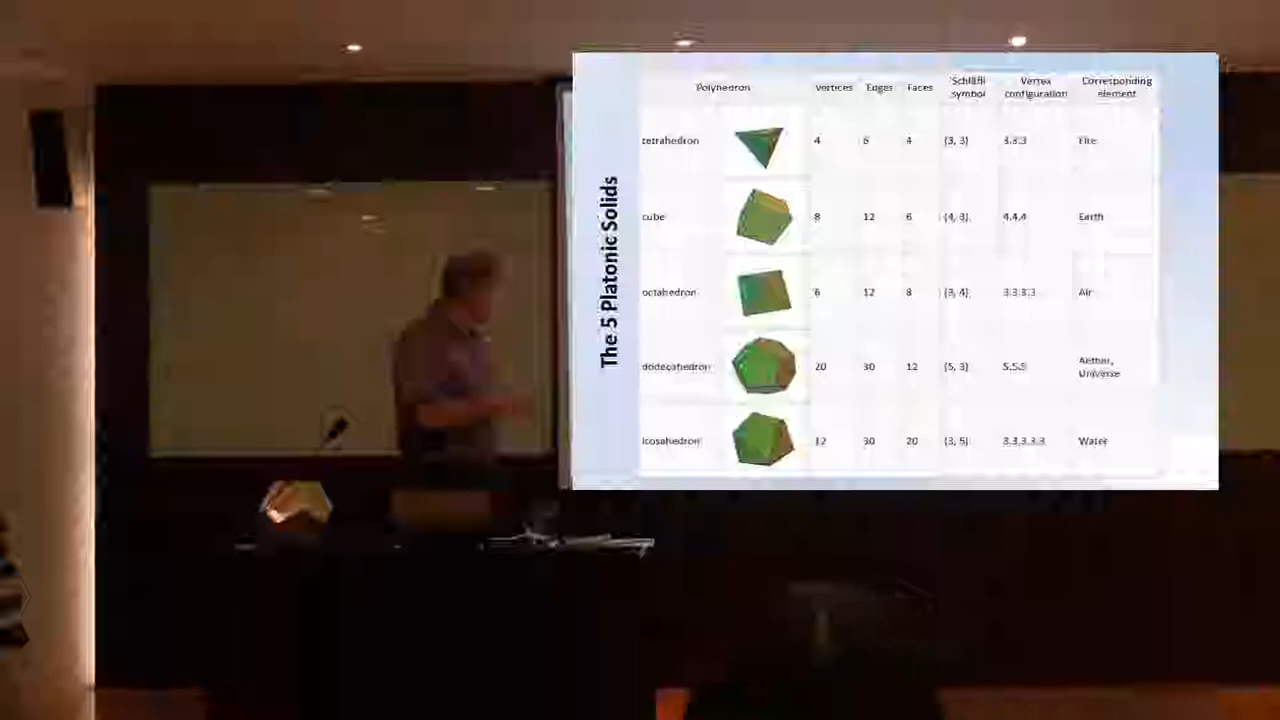 The 5 Platonic Solids
Polyhedron Vertices Edges Faces Schläfli symbol Vertex configuration Corresponding element
tetrahedron 4 6 4 {3, 3} 3.3.3 Fire
cube 8 12 6 {4, 3} 4.4.4 Earth
octahedron 6 12 8 {3, 4} 3.3.3.3 Air
dodecahedron 20 30 12 {5, 3} 5.5.5 Aether, Universe
icosahedron 12 30 20 {3, 5} 3.3.3.3.3 Water